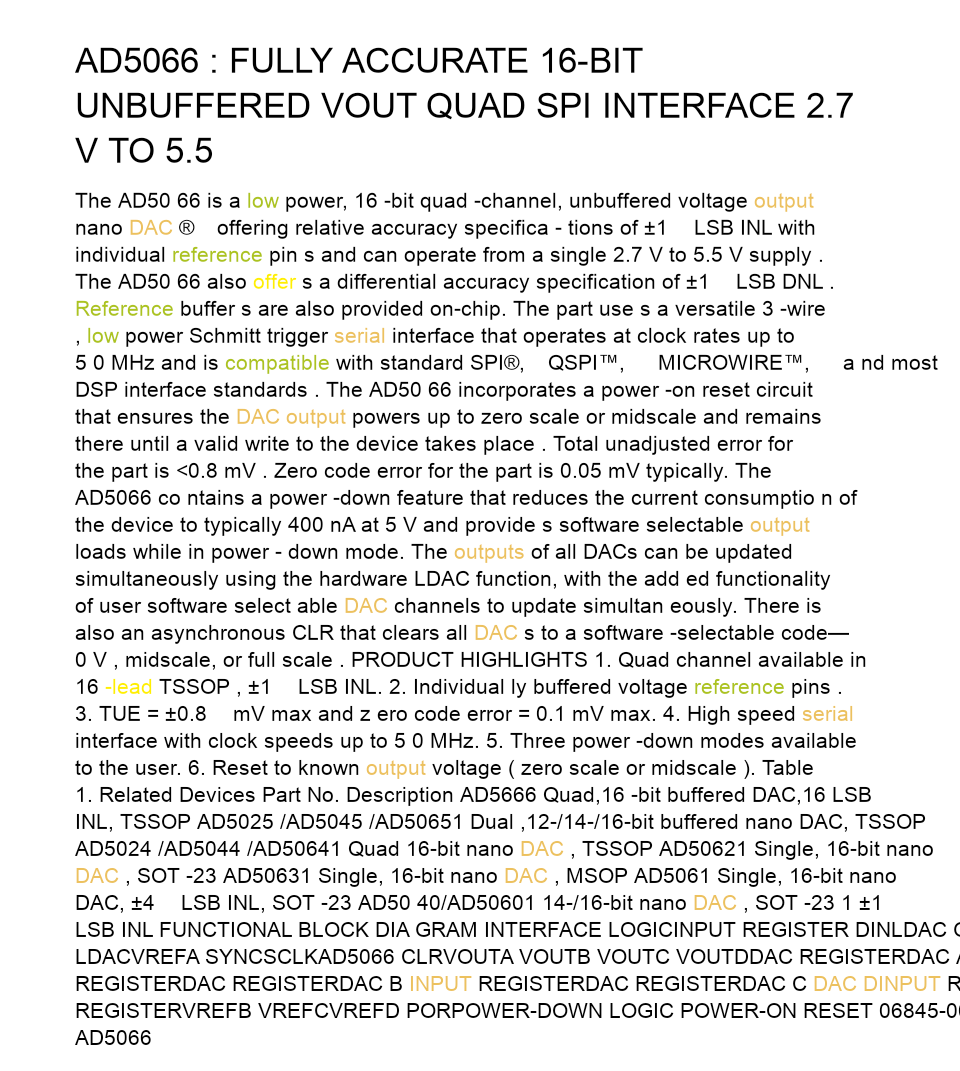 AD5066 : FULLY ACCURATE 16-BIT
UNBUFFERED VOUT QUAD SPI INTERFACE 2.7
V TO 5.5
The AD50 66 is a low power, 16 -bit quad -channel, unbuffered voltage output
nano DAC ® offering relative accuracy specifica - tions of ±1 LSB INL with
individual reference pin s and can operate from a single 2.7 V to 5.5 V supply .
The AD50 66 also offer s a differential accuracy specification of ±1 LSB DNL .
Reference buffer s are also provided on-chip. The part use s a versatile 3 -wire
, low power Schmitt trigger serial interface that operates at clock rates up to
5 0 MHz and is compatible with standard SPI®, QSPI™, MICROWIRE™, a nd most
DSP interface standards . The AD50 66 incorporates a power -on reset circuit
that ensures the DAC output powers up to zero scale or midscale and remains
there until a valid write to the device takes place . Total unadjusted error for
the part is <0.8 mV . Zero code error for the part is 0.05 mV typically. The
AD5066 co ntains a power -down feature that reduces the current consumptio n of
the device to typically 400 nA at 5 V and provide s software selectable output
loads while in power - down mode. The outputs of all DACs can be updated
simultaneously using the hardware LDAC function, with the add ed functionality
of user software select able DAC channels to update simultan eously. There is
also an asynchronous CLR that clears all DAC s to a software -selectable code—
0 V , midscale, or full scale . PRODUCT HIGHLIGHTS 1. Quad channel available in
16 -lead TSSOP , ±1 LSB INL. 2. Individual ly buffered voltage reference pins .
3. TUE = ±0.8 mV max and z ero code error = 0.1 mV max. 4. High speed serial
interface with clock speeds up to 5 0 MHz. 5. Three power -down modes available
to the user. 6. Reset to known output voltage ( zero scale or midscale ). Table
1. Related Devices Part No. Description AD5666 Quad,16 -bit buffered DAC,16 LSB
INL, TSSOP AD5025 /AD5045 /AD50651 Dual ,12-/14-/16-bit buffered nano DAC, TSSOP
AD5024 /AD5044 /AD50641 Quad 16-bit nano DAC , TSSOP AD50621 Single, 16-bit nano
DAC , SOT -23 AD50631 Single, 16-bit nano DAC , MSOP AD5061 Single, 16-bit nano
DAC, ±4 LSB INL, SOT -23 AD50 40/AD50601 14-/16-bit nano DAC , SOT -23 1 ±1
LSB INL FUNCTIONAL BLOCK DIA GRAM INTERFACE LOGICINPUT REGISTER DINLDAC
LDACVREFA SYNCSCLKAD5066 CLRVOUTA VOUTB VOUTC VOUTDDAC REGISTERDAC
REGISTERDAC REGISTERDAC B INPUT REGISTERDAC REGISTERDAC C DAC DINPUT
REGISTERVREFB VREFCVREFD PORPOWER-DOWN LOGIC POWER-ON RESET
AD5066